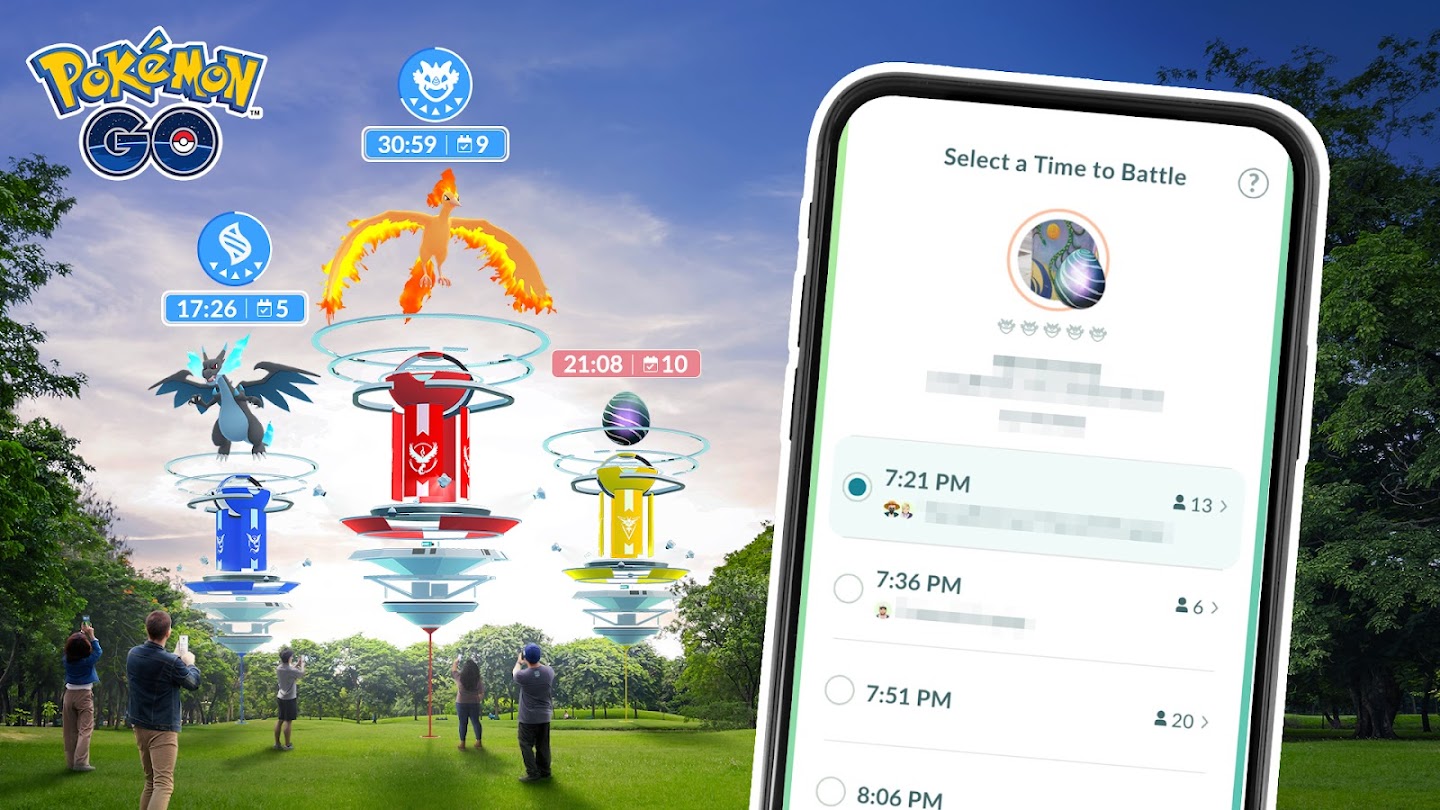 POKÉMON™
GO
30:59 | 9
17:26 | 5
21:08 | 10
Select a Time to Battle
?
7:21 PM
13 >
7:36 PM
6 >
7:51 PM
20 >
8:06 PM